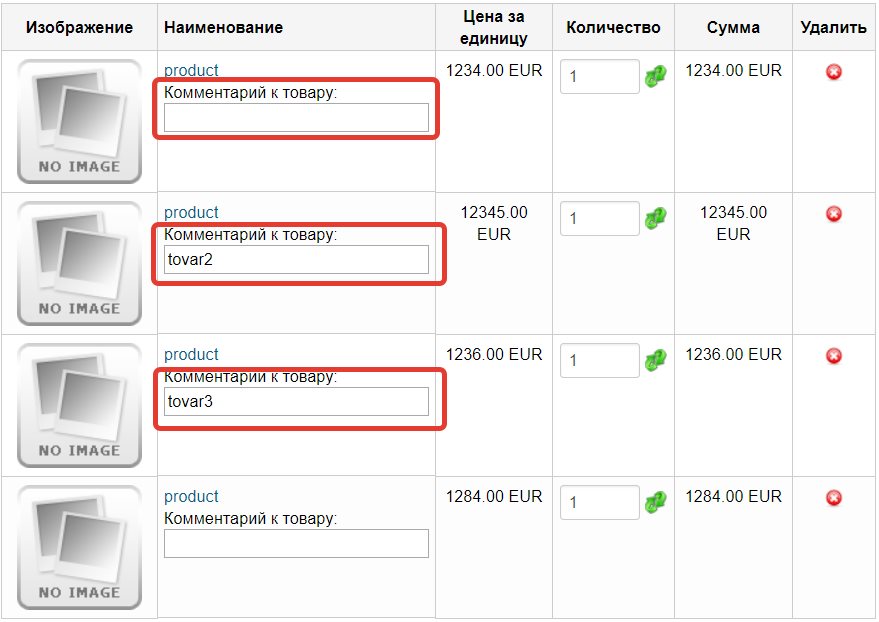 Изображение Наименование Цена за единицу Количество Сумма Удалить
product 1234.00 EUR 1 1234.00 EUR
Комментарий к товару:
NO IMAGE
product 12345.00 EUR 1 12345.00 EUR
Комментарий к товару:
tovar2
NO IMAGE
product 1236.00 EUR 1 1236.00 EUR
Комментарий к товару:
tovar3
NO IMAGE
product 1284.00 EUR 1 1284.00 EUR
Комментарий к товару:
NO IMAGE